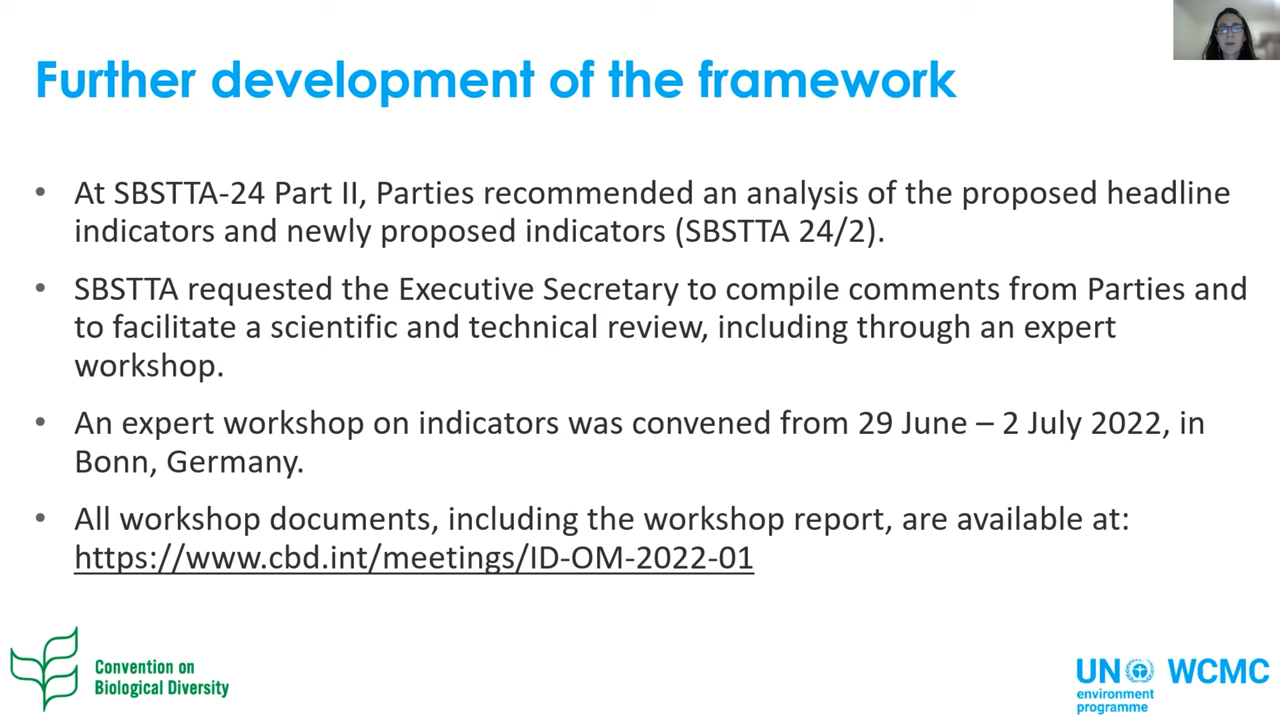 Further development of the framework
• At SBSTTA-24 Part II, Parties recommended an analysis of the proposed headline
indicators and newly proposed indicators (SBSTTA 24/2).
• SBSTTA requested the Executive Secretary to compile comments from Parties and
to facilitate a scientific and technical review, including through an expert
workshop.
• An expert workshop on indicators was convened from 29 June – 2 July 2022, in
Bonn, Germany.
• All workshop documents, including the workshop report, are available at:
https://www.cbd.int/meetings/ID-OM-2022-01
Convention on
Biological Diversity
UN WCMC
environment
programme